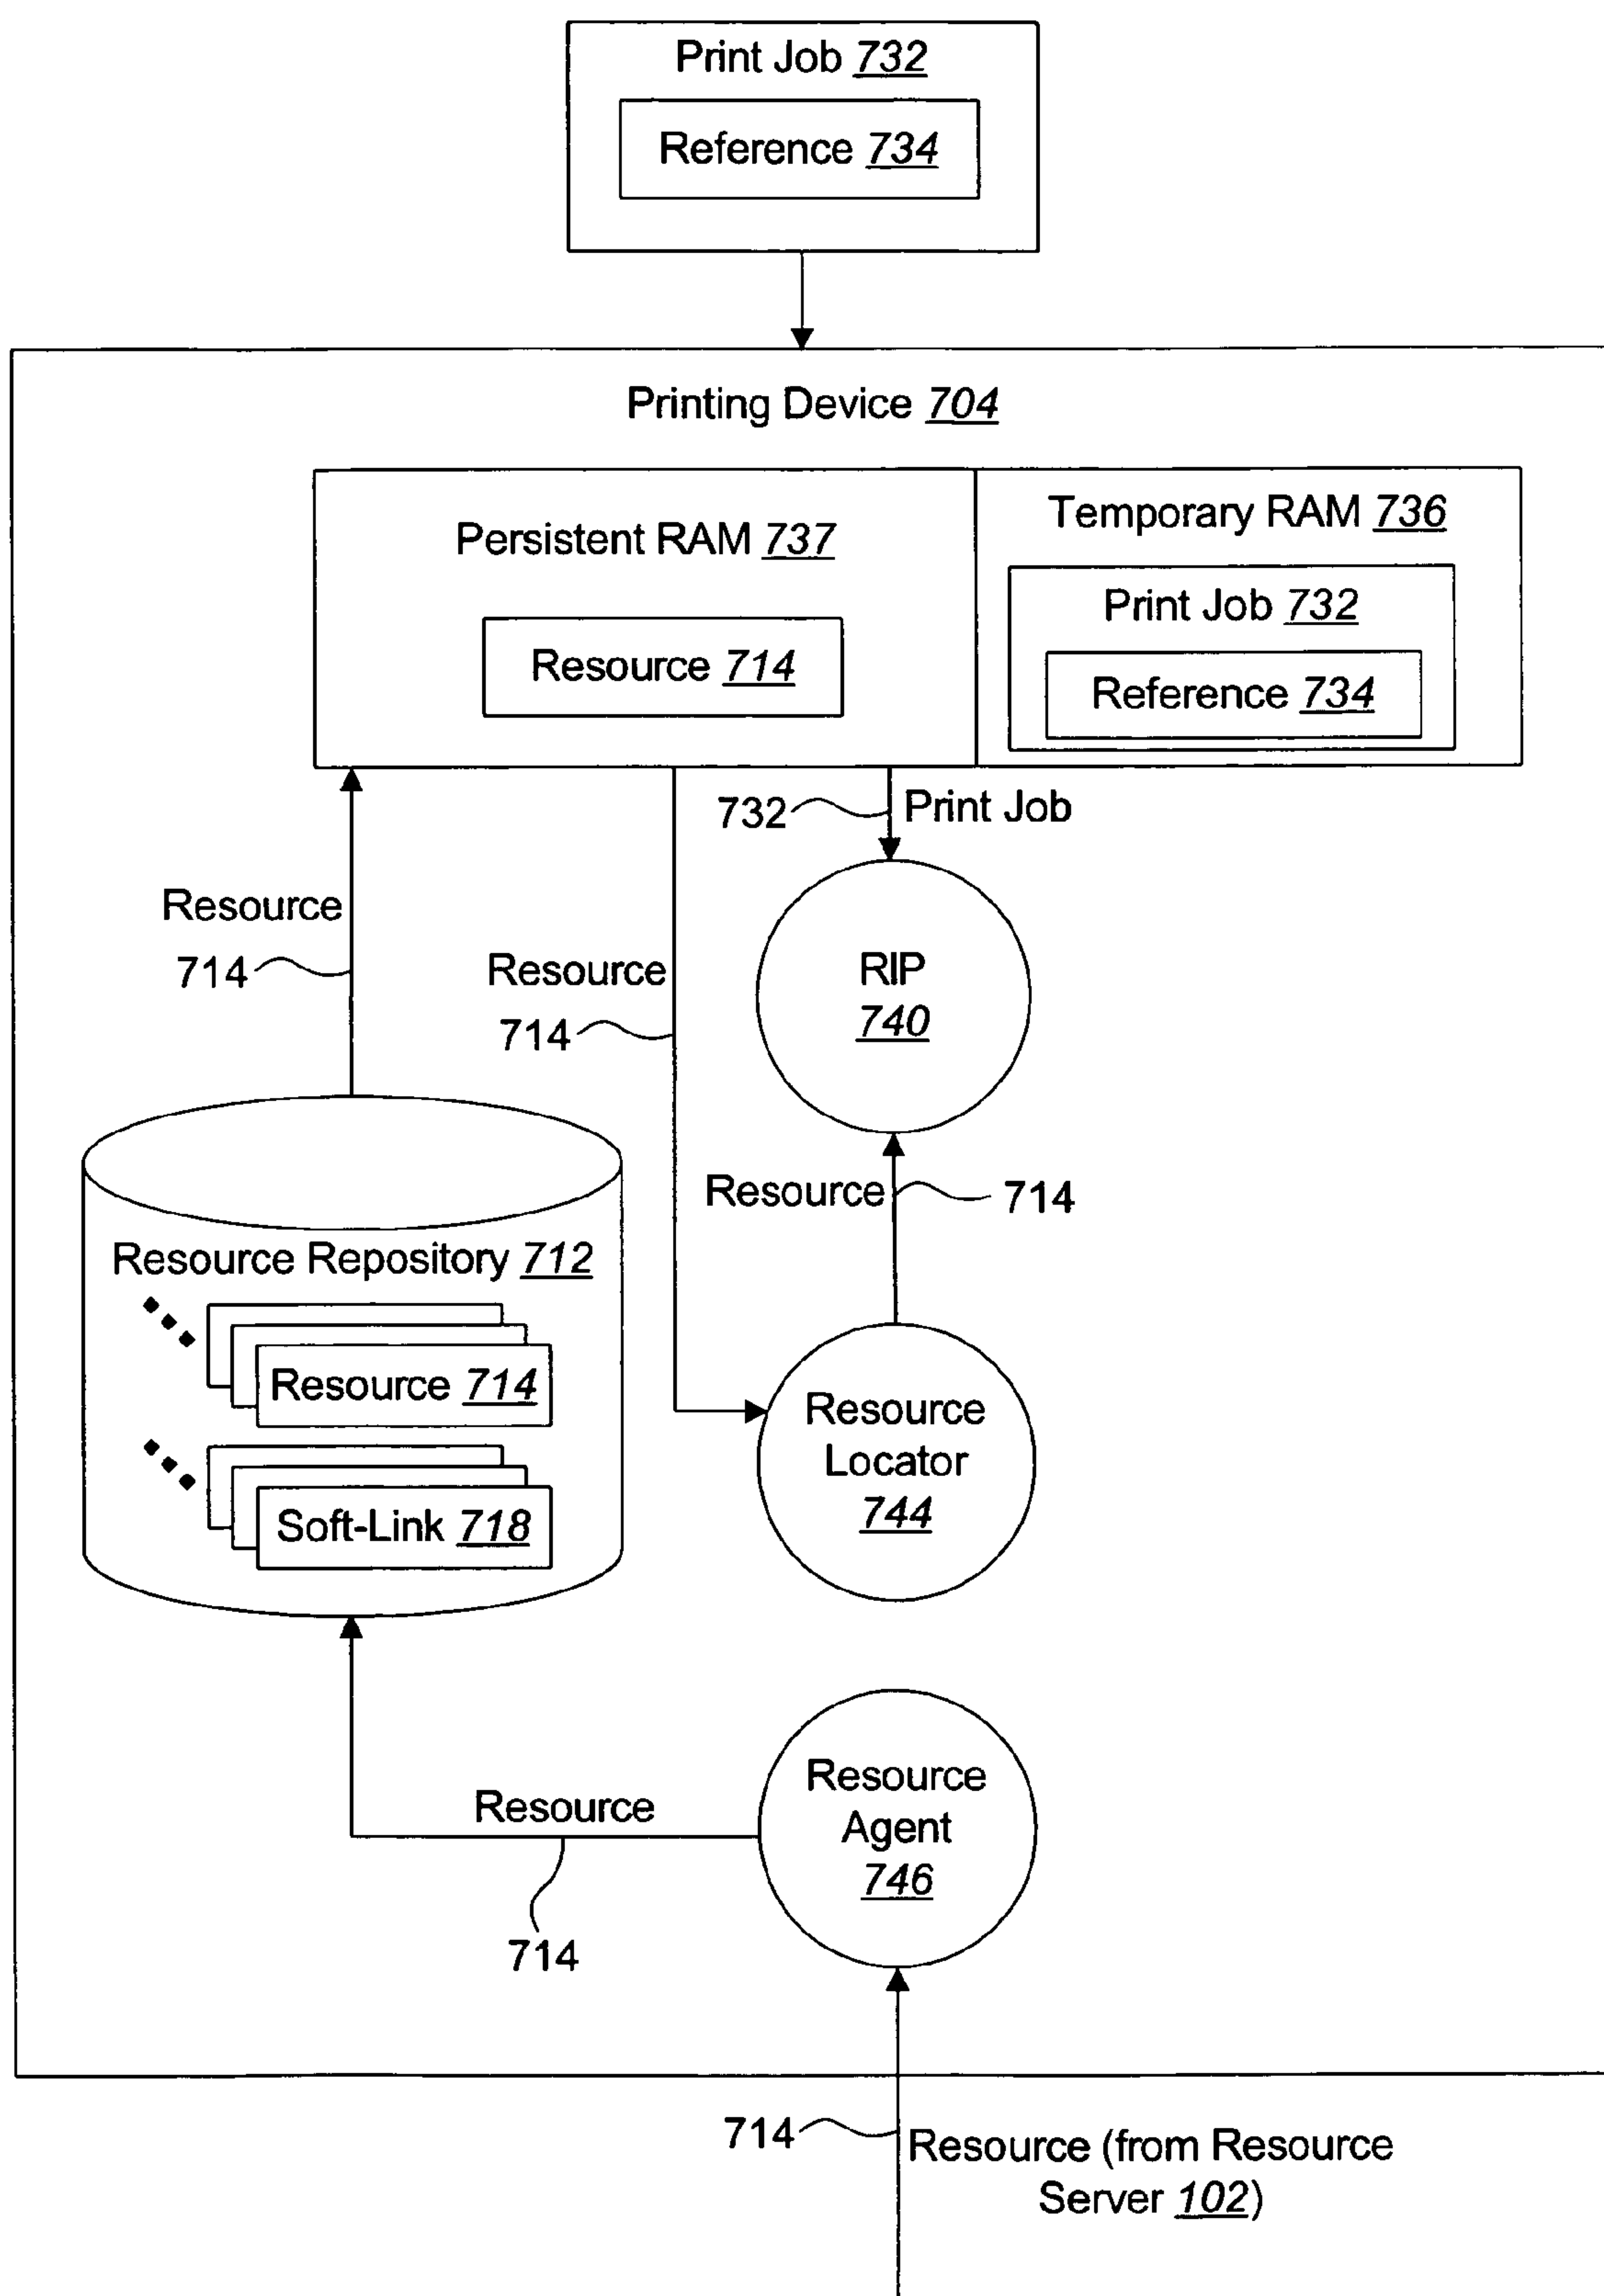 Print Job 732
Reference 734
Printing Device 704
Persistent RAM 737
Resource 714
Temporary RAM 736
Print Job 732
Reference 734
732
Print Job
Resource
714
Resource
714
RIP
740
Resource
714
Resource Repository 712
Resource 714
Soft-Link 718
Resource
Locator
744
Resource
Agent
746
Resource
714
714
Resource (from Resource
Server 102)